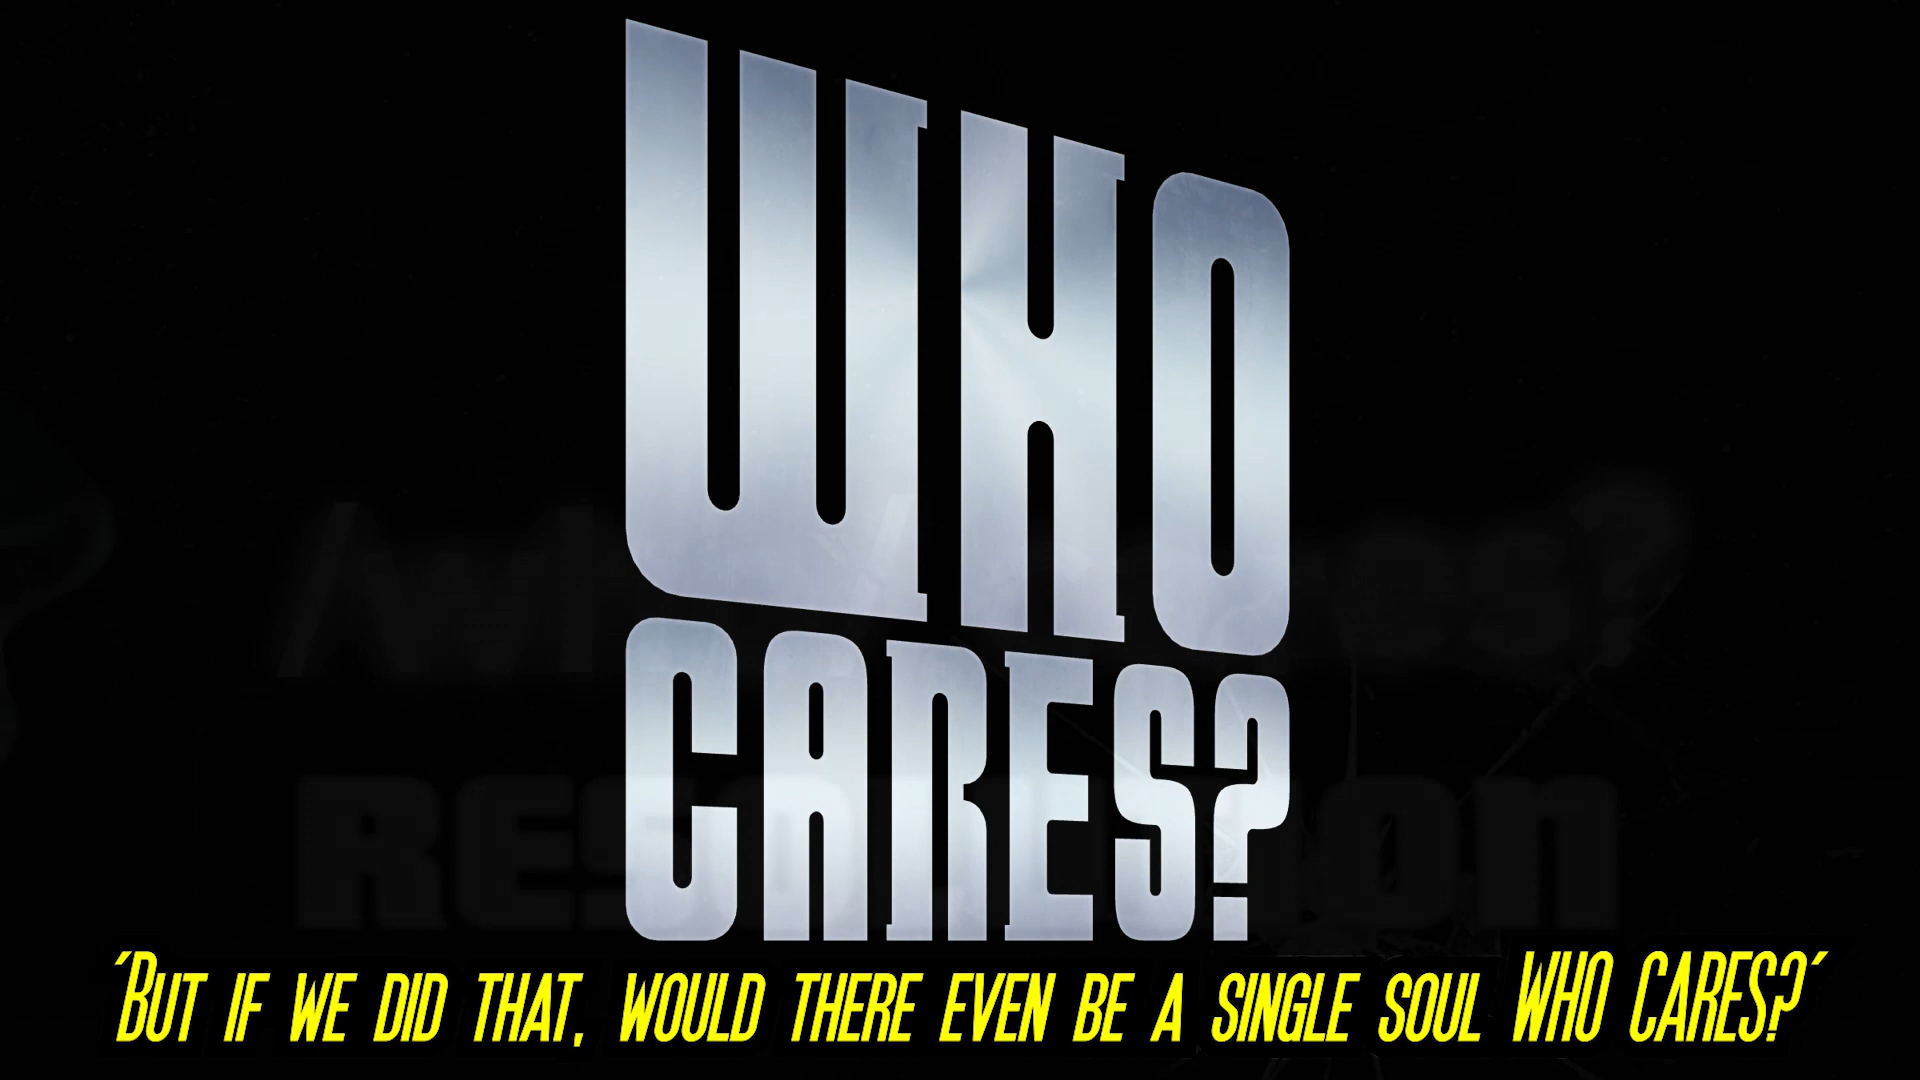 WHO
CARES?
'BUT IF WE DID THAT, WOULD THERE EVEN BE A SINGLE SOUL WHO CARES?'